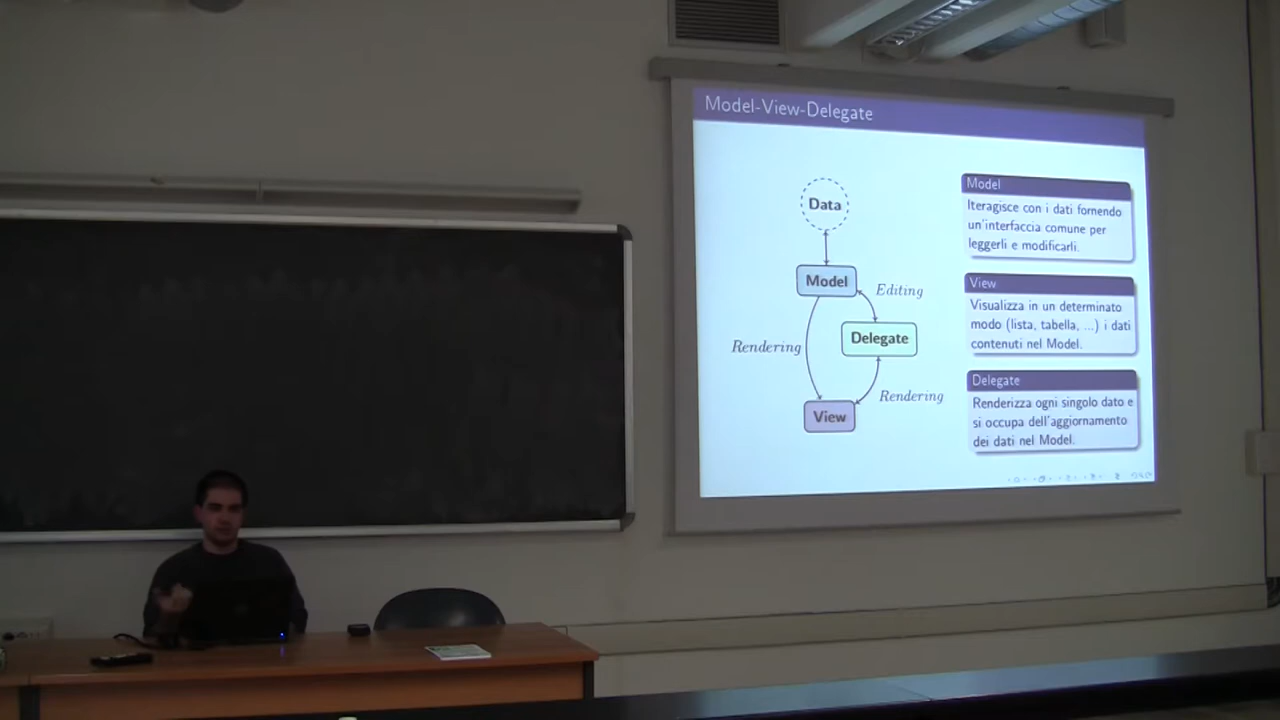 Model-View-Delegate
Data
Model
Editing
Delegate
Rendering
Rendering
View
Model
Iteragisce con i dati fornendo
un'interfaccia comune per
leggerli e modificarli.
View
Visualizza in un determinato
modo (lista, tabella, ...) i dati
contenuti nel Model.
Delegate
Renderizza ogni singolo dato e
si occupa dell'aggiornamento
dei dati nel Model.